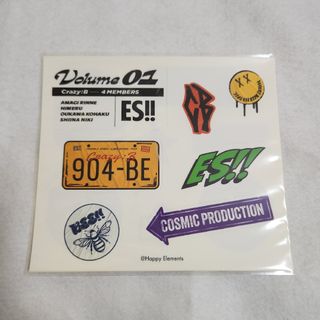 Volume 01
Crazy:B — 4 MEMBERS
AMAGI RINNE
HIMERU
OUKAWA KOHAKU
SHIINA NIKI
ES!!
Crazy:B
904-BE
ES!!
ES!!
COSMIC PRODUCTION
©Happy Elements